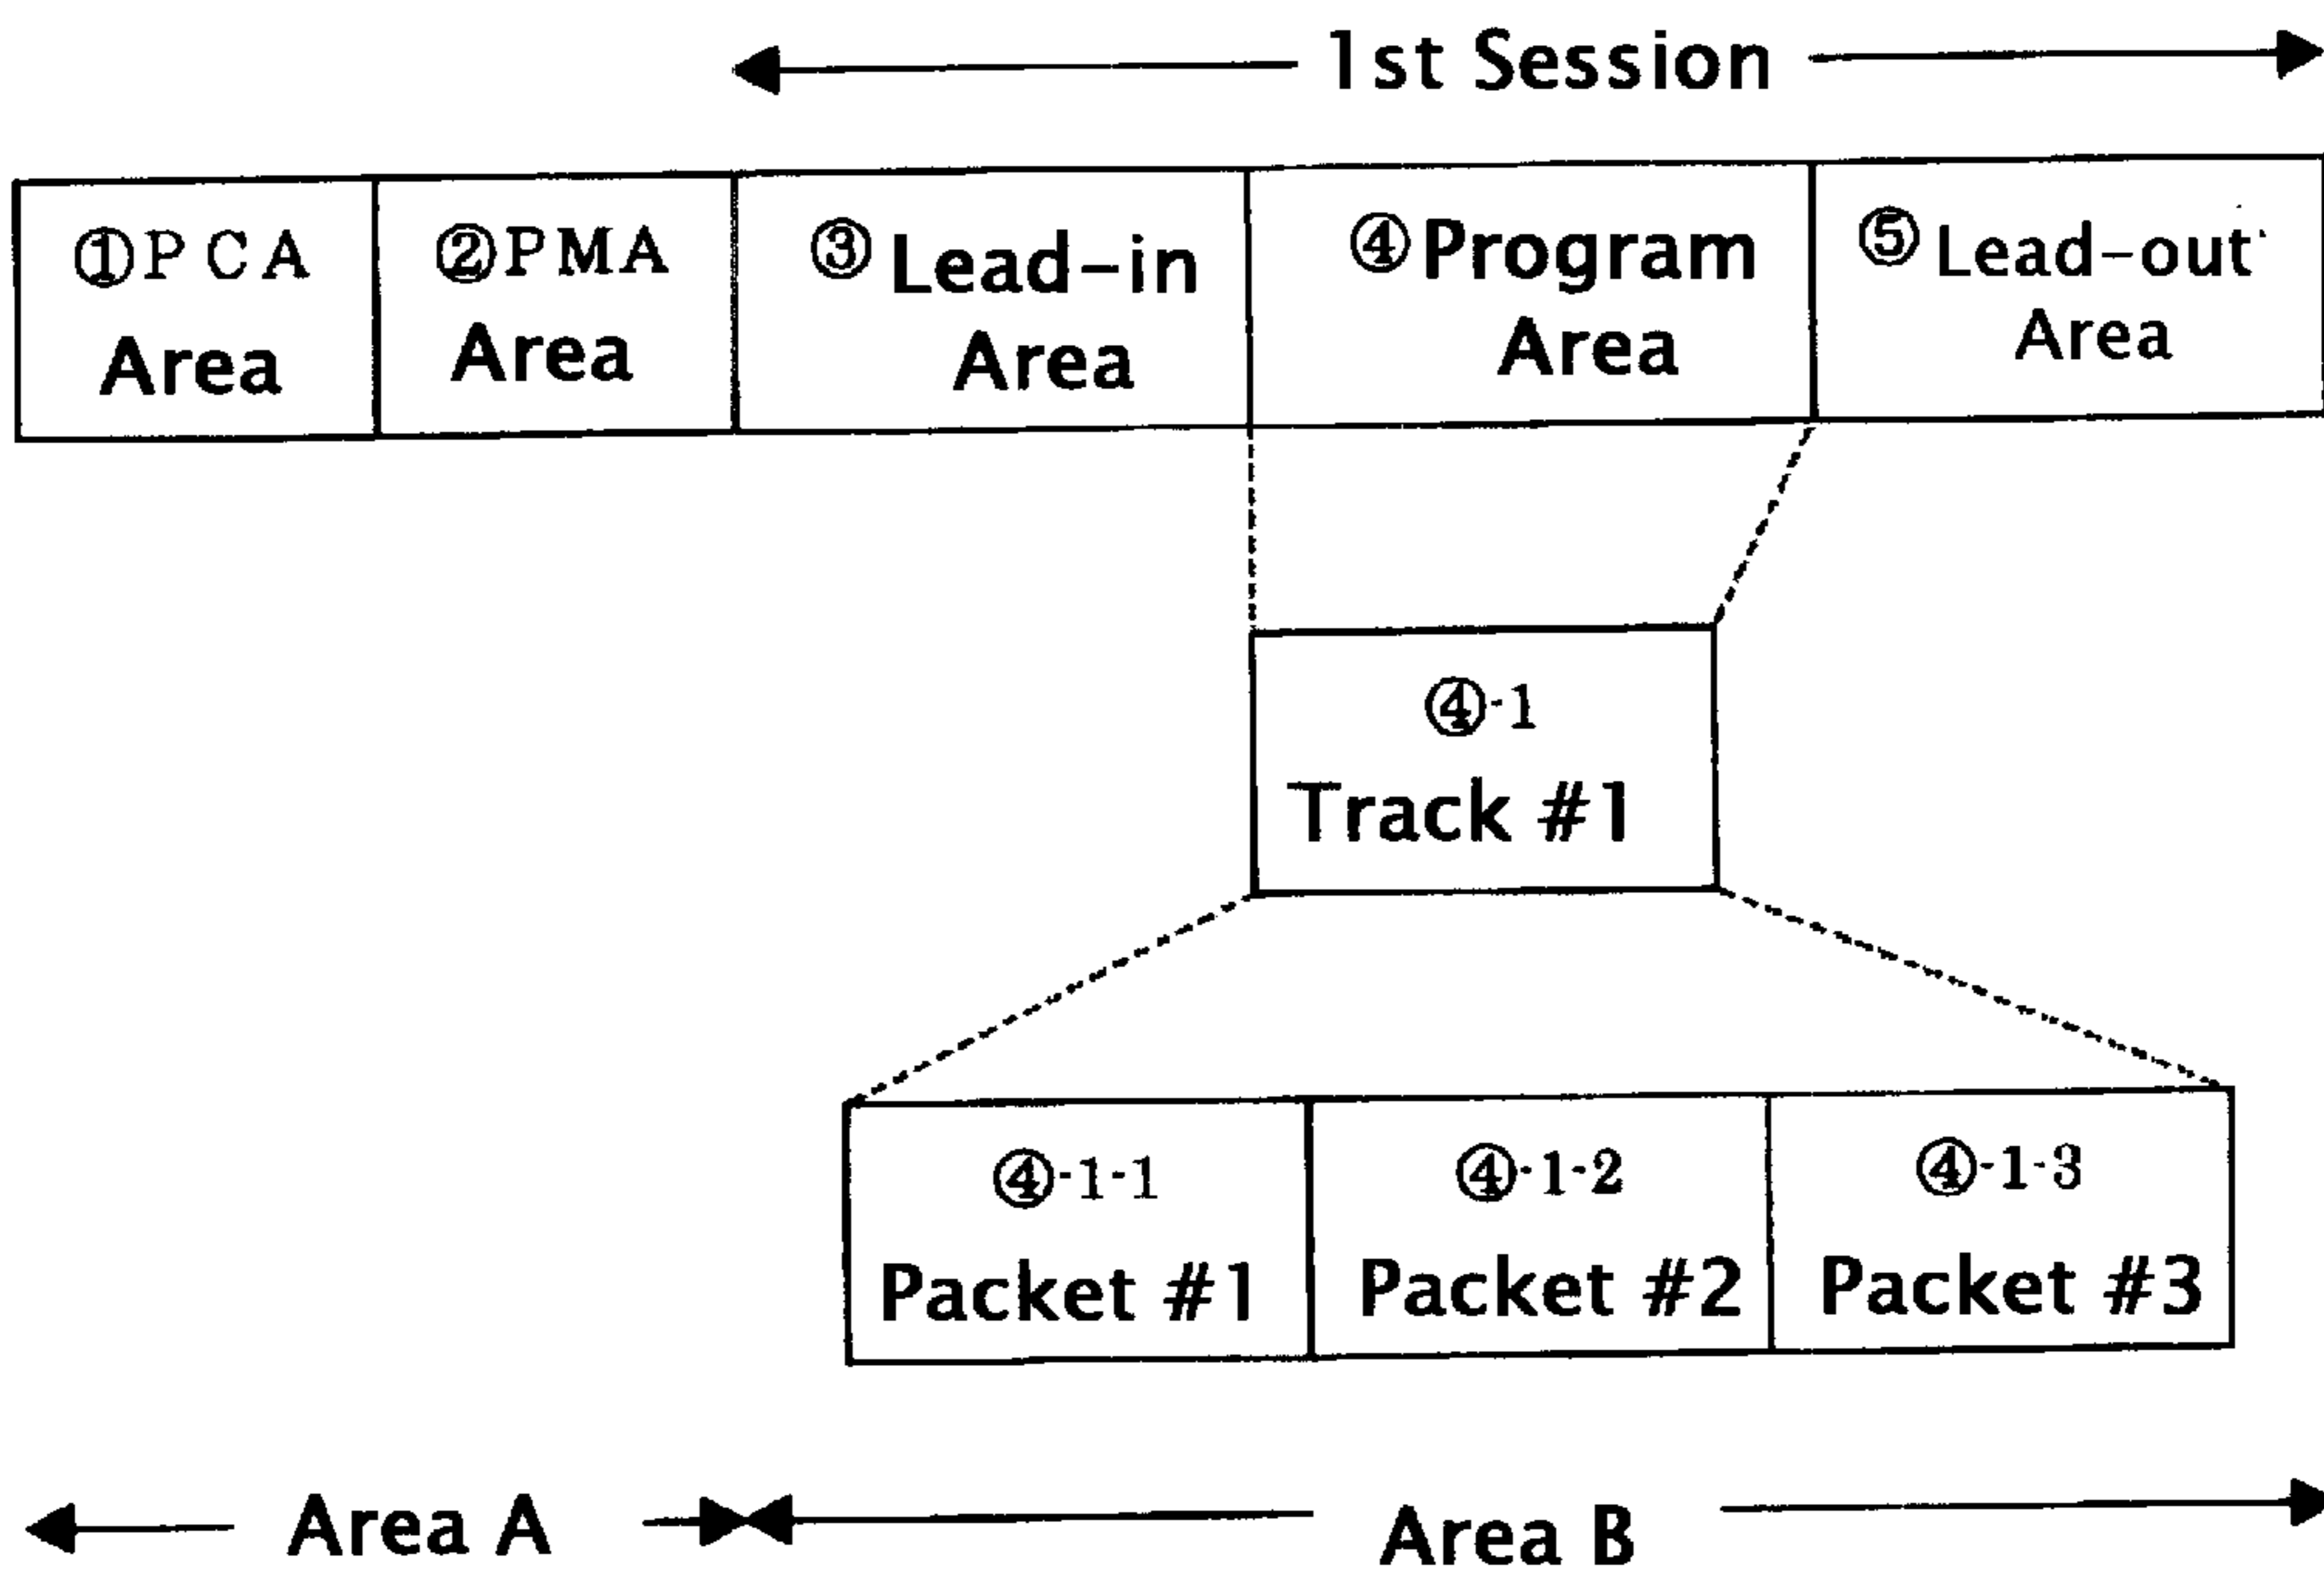 1st Session
①PCA Area
②PMA Area
③Lead-in Area
④Program Area
⑤Lead-out Area
④-1
Track #1
④-1-1
Packet #1
④-1-2
Packet #2
④-1-3
Packet #3
Area A
Area B